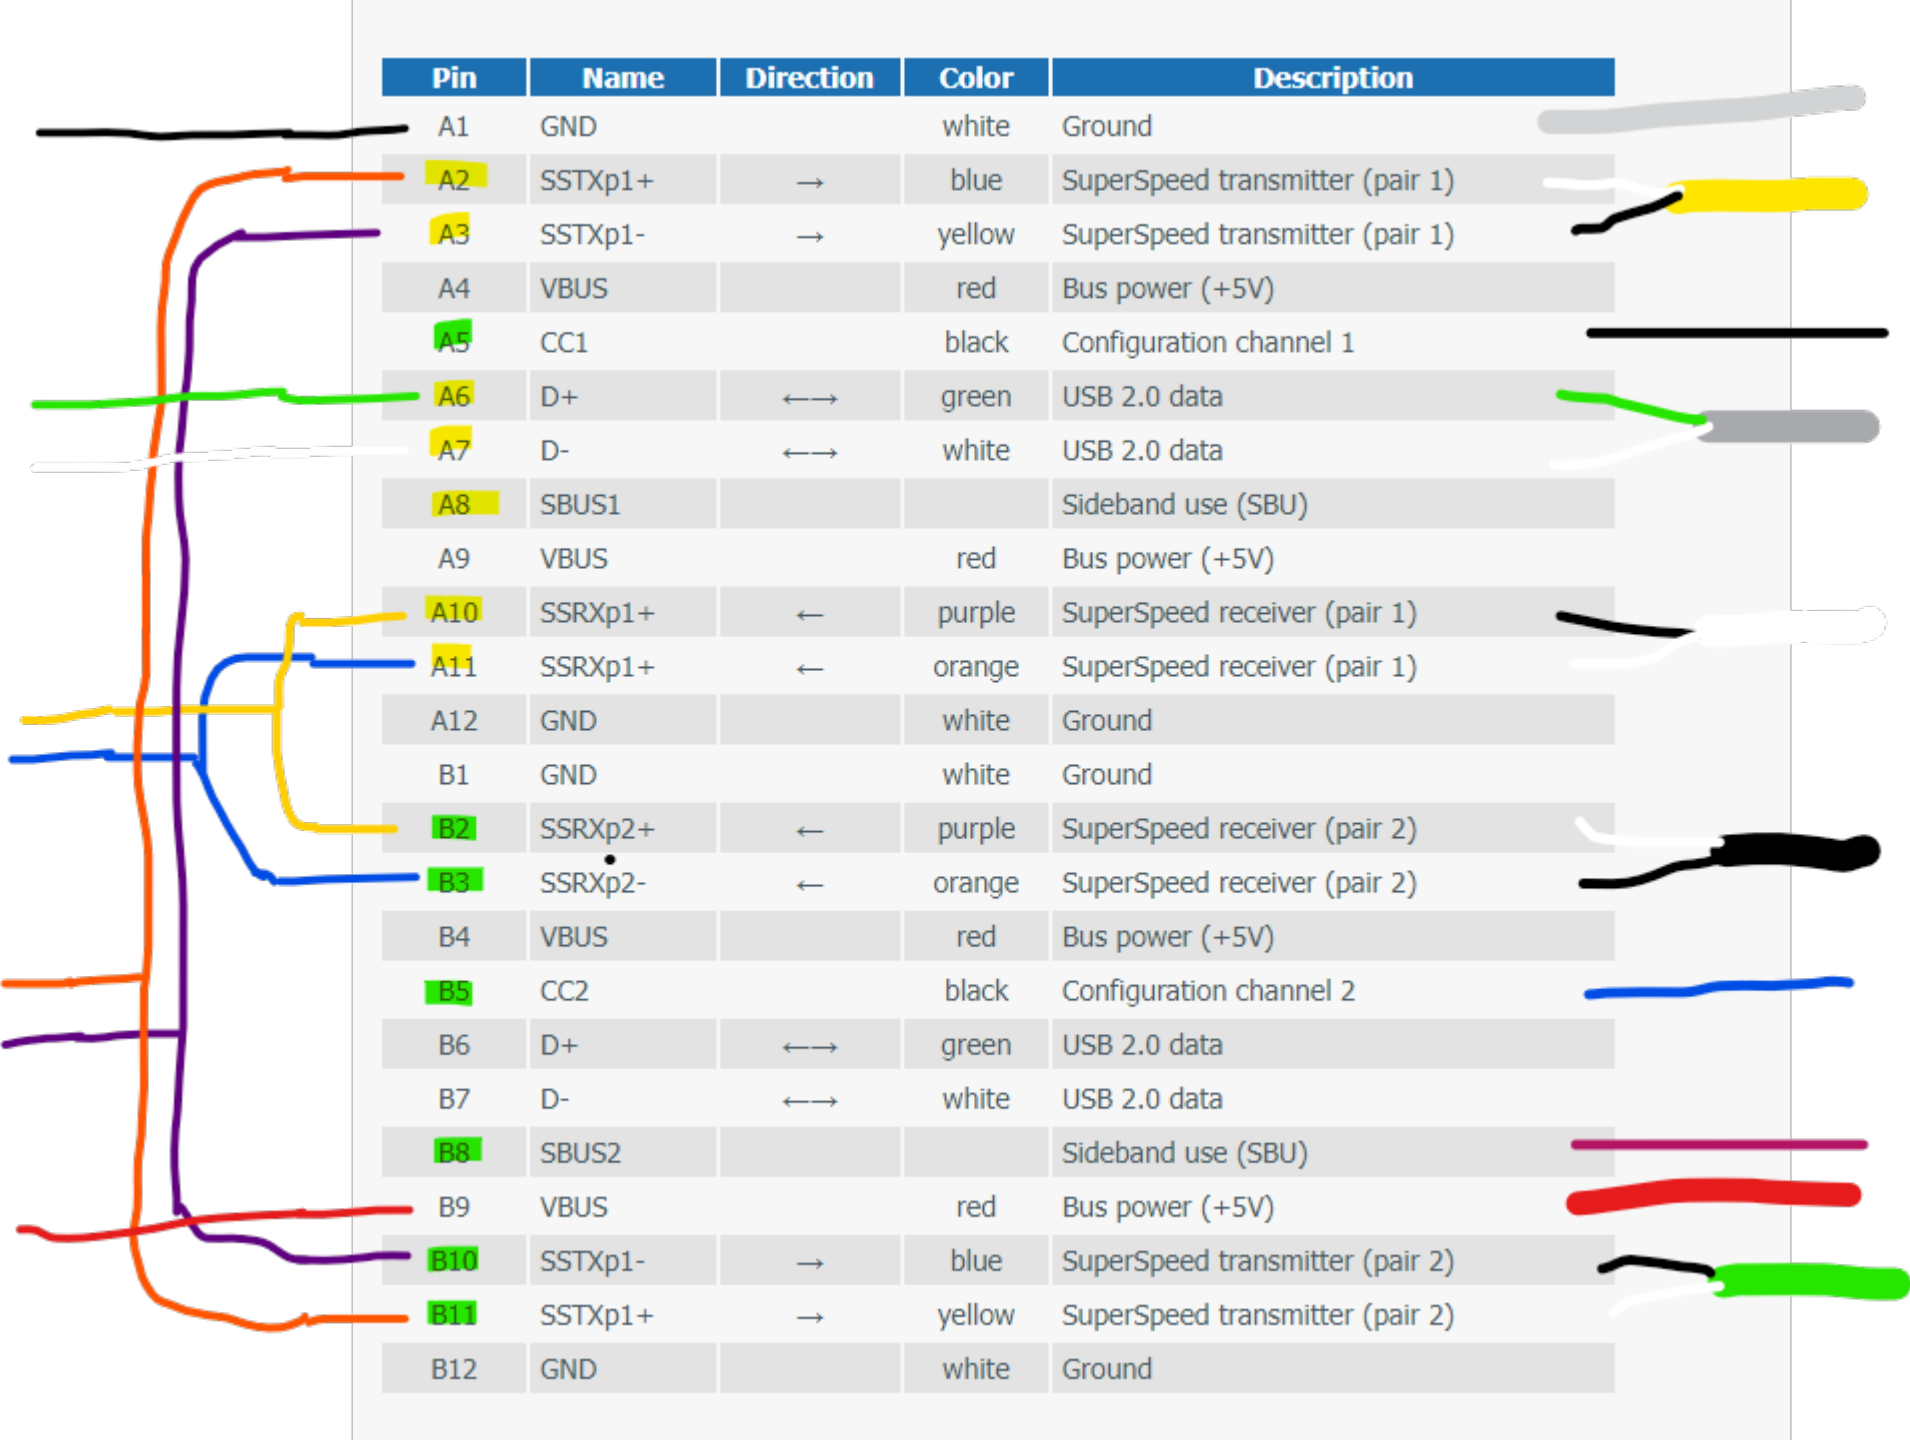 Pin Name Direction Color Description
A1 GND white Ground
A2 SSTXp1+ → blue SuperSpeed transmitter (pair 1)
A3 SSTXp1- → yellow SuperSpeed transmitter (pair 1)
A4 VBUS red Bus power (+5V)
A5 CC1 black Configuration channel 1
A6 D+ ←→ green USB 2.0 data
A7 D- ←→ white USB 2.0 data
A8 SBUS1 Sideband use (SBU)
A9 VBUS red Bus power (+5V)
A10 SSRXp1+ ← purple SuperSpeed receiver (pair 1)
A11 SSRXp1+ ← orange SuperSpeed receiver (pair 1)
A12 GND white Ground
B1 GND white Ground
B2 SSRXp2+ ← purple SuperSpeed receiver (pair 2)
B3 SSRXp2- ← orange SuperSpeed receiver (pair 2)
B4 VBUS red Bus power (+5V)
B5 CC2 black Configuration channel 2
B6 D+ ←→ green USB 2.0 data
B7 D- ←→ white USB 2.0 data
B8 SBUS2 Sideband use (SBU)
B9 VBUS red Bus power (+5V)
B10 SSTXp1- → blue SuperSpeed transmitter (pair 2)
B11 SSTXp1+ → yellow SuperSpeed transmitter (pair 2)
B12 GND white Ground